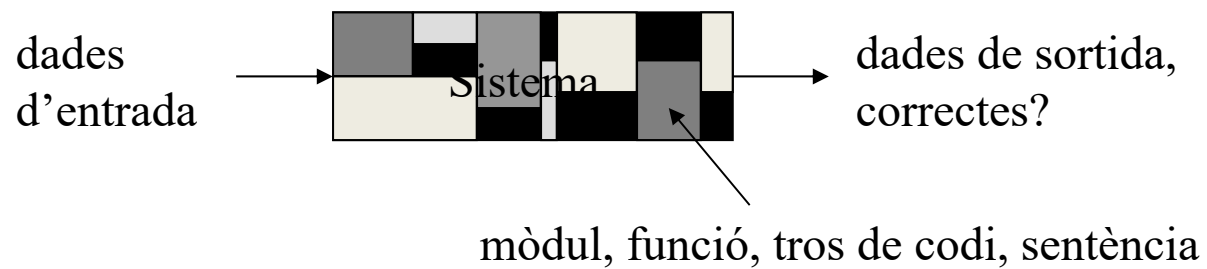 dades
d’entrada
Sistema
dades de sortida,
correctes?
mòdul, funció, tros de codi, sentència